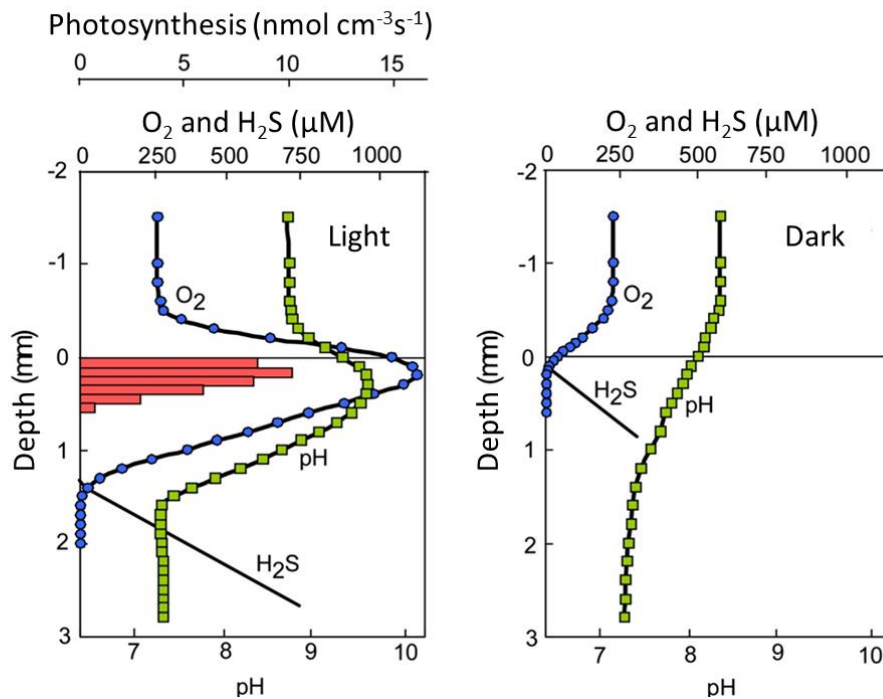 Photosynthesis (nmol cm⁻³s⁻¹)
0 5 10 15
O₂ and H₂S (μM)
0 250 500 750 1000
O₂ and H₂S (μM)
0 250 500 750 1000
-2
-1
0
1
2
3
Depth (mm)
Light
O₂
pH
H₂S
7 8 9 10
pH
-2
-1
0
1
2
3
Depth (mm)
Dark
O₂
H₂S
pH
7 8 9 10
pH